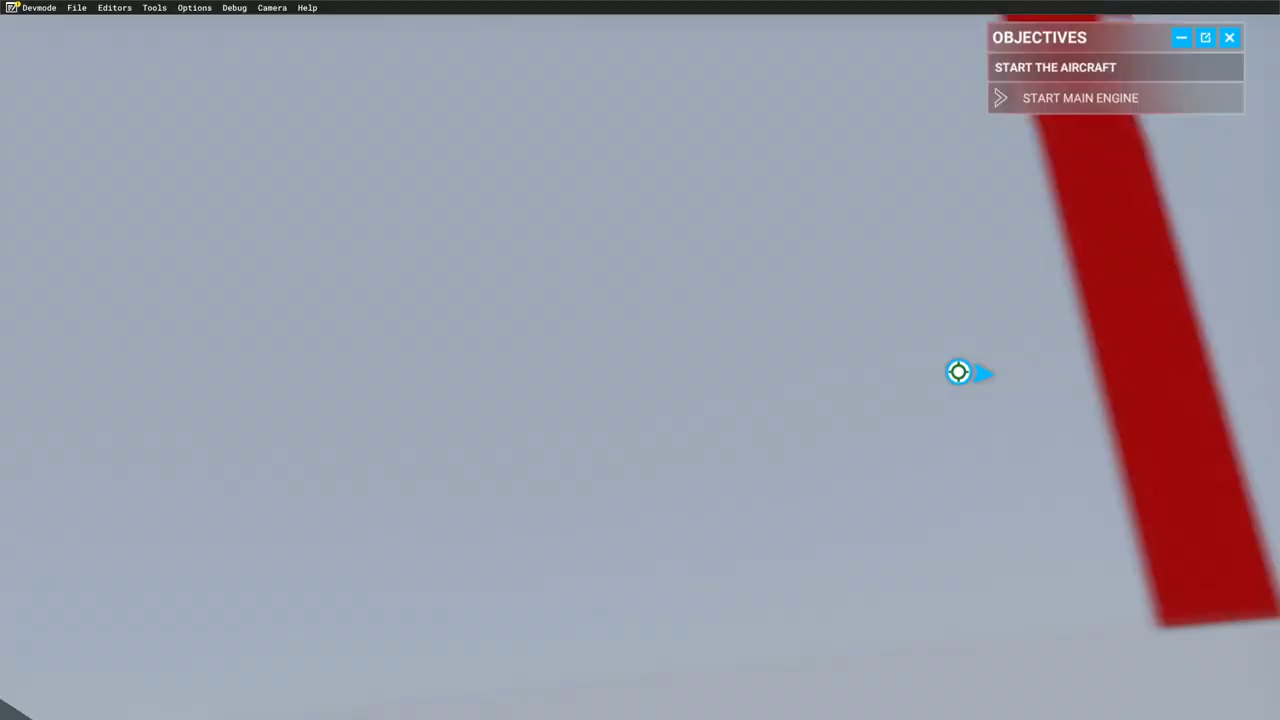 Devmode File Editors Tools Options Debug Camera Help
OBJECTIVES
START THE AIRCRAFT
START MAIN ENGINE